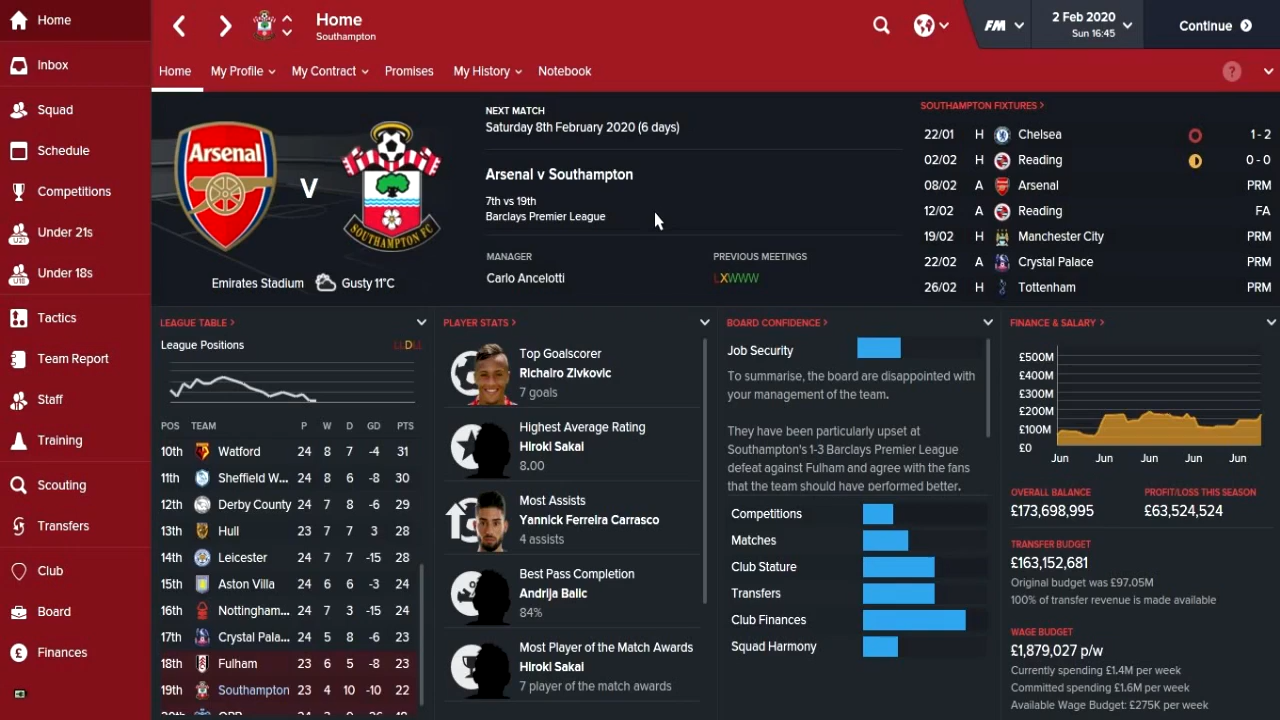 Home
Inbox
Squad
Schedule
Competitions
U21
Under 21s
U18
Under 18s
Tactics
Team Report
Staff
Training
Scouting
Transfers
Club
Board
Finances
Home
Southampton
FM
2 Feb 2020
Sun 16:45
Continue
Home
My Profile
My Contract
Promises
My History
Notebook
?
Arsenal
V
SOUTHAMPTON FC
Emirates Stadium
Gusty 11°C
NEXT MATCH
Saturday 8th February 2020 (6 days)
Arsenal v Southampton
7th vs 19th
Barclays Premier League
MANAGER
Carlo Ancelotti
PREVIOUS MEETINGS
LXWWW
SOUTHAMPTON FIXTURES >
22/01 H Chelsea 1 - 2
02/02 H Reading 0 - 0
08/02 A Arsenal PRM
12/02 A Reading FA
19/02 H Manchester City PRM
22/02 A Crystal Palace PRM
26/02 H Tottenham PRM
LEAGUE TABLE >
League Positions
LLDLL
POS TEAM P W D GD PTS
10th Watford 24 8 7 -4 31
11th Sheffield W... 24 8 6 -8 30
12th Derby County 24 7 8 -6 29
13th Hull 23 7 7 3 28
14th Leicester 24 7 7 -15 28
15th Aston Villa 24 6 6 -3 24
16th Nottingham... 24 7 3 -15 24
17th Crystal Pala... 24 5 8 -6 23
18th Fulham 23 6 5 -8 23
19th Southampton 23 4 10 -10 22
PLAYER STATS >
Top Goalscorer
Richairo Zivkovic
7 goals
Highest Average Rating
Hiroki Sakai
8.00
Most Assists
Yannick Ferreira Carrasco
4 assists
Best Pass Completion
Andrija Balic
84%
Most Player of the Match Awards
Hiroki Sakai
7 player of the match awards
BOARD CONFIDENCE >
Job Security
To summarise, the board are disappointed with
your management of the team.
They have been particularly upset at
Southampton's 1-3 Barclays Premier League
defeat against Fulham and agree with the fans
that the team should have performed better.
Competitions
Matches
Club Stature
Transfers
Club Finances
Squad Harmony
FINANCE & SALARY >
£500M
£400M
£300M
£200M
£100M
£0
Jun Jun Jun Jun Jun
OVERALL BALANCE
£173,698,995
PROFIT/LOSS THIS SEASON
£63,524,524
TRANSFER BUDGET
£163,152,681
Original budget was £97.05M
100% of transfer revenue is made available
WAGE BUDGET
£1,879,027 p/w
Currently spending £1.4M per week
Committed spending £1.6M per week
Available Wage Budget: £275K per week